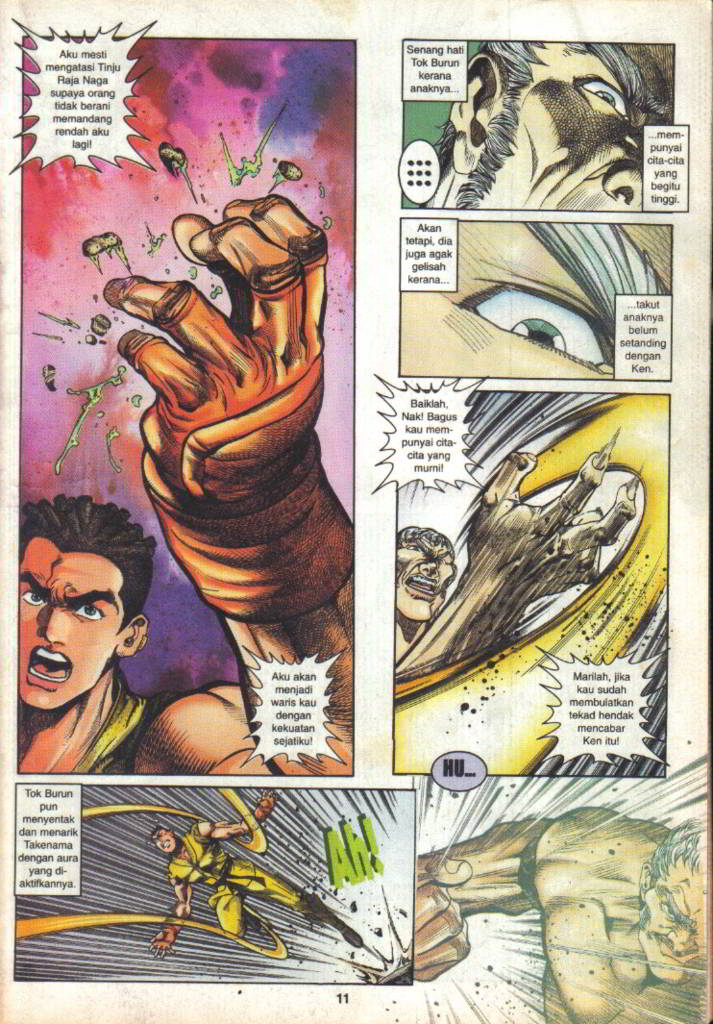 Aku mesti
mengatasi Tinju
Raja Naga
supaya orang
tidak berani
memandang
rendah aku
lagi!
Aku akan
menjadi
waris kau
dengan
kekuatan
sejatiku!
Senang hati
Tok Burun
kerana
anaknya...
...mem-
punyai
cita-cita
yang
begitu
tinggi.
Akan
tetapi, dia
juga agak
gelisah
kerana...
...takut
anaknya
belum
setanding
dengan
Ken.
Baiklah,
Nak! Bagus
kau mem-
punyai cita-
cita yang
murni!
Marilah, jika
kau sudah
membulatkan
tekad hendak
mencabar
Ken itu!
HU...
Tok Burun
pun
menyentak
dan menarik
Takenama
dengan aura
yang di-
aktifkannya.
Ah!
11